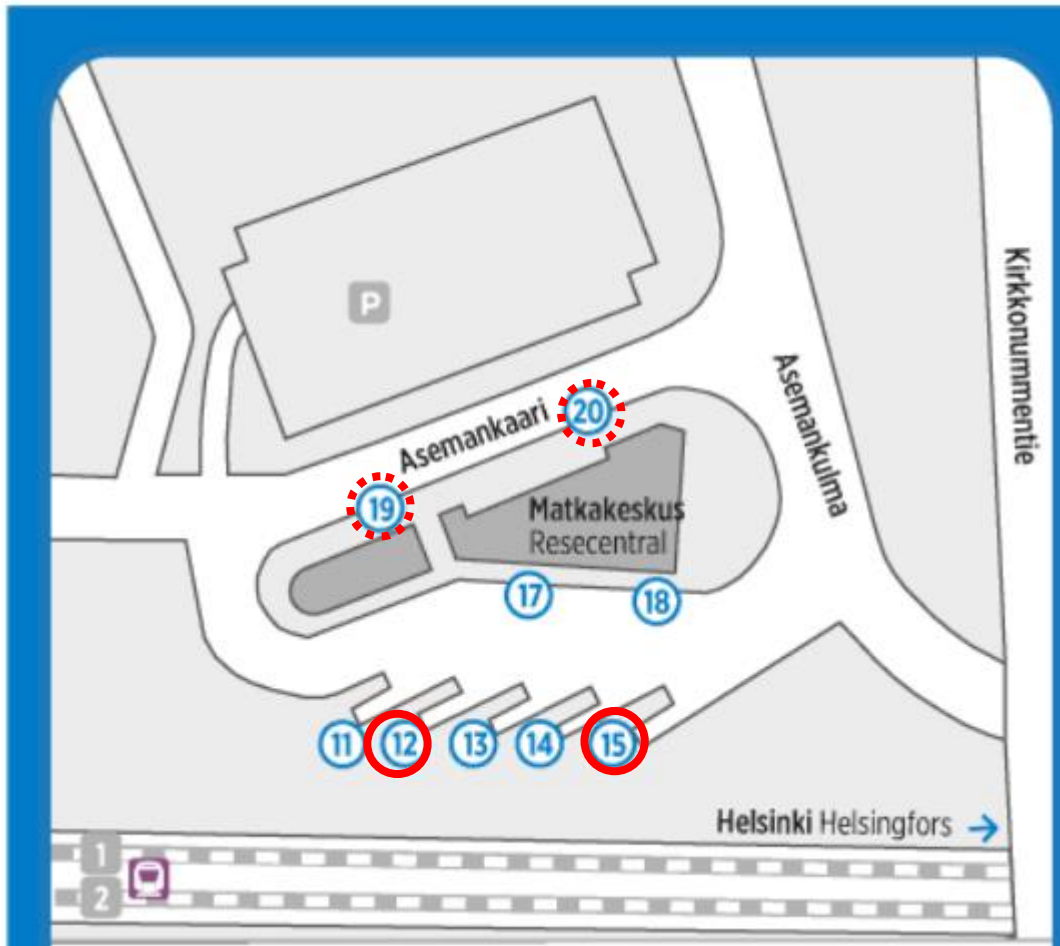 Kirkkonummentie
P
Asemankulma
20
Asemankaari
19
Matkakeskus
Resecentral
17
18
11
12
13
14
15
Helsinki Helsingfors
1
2